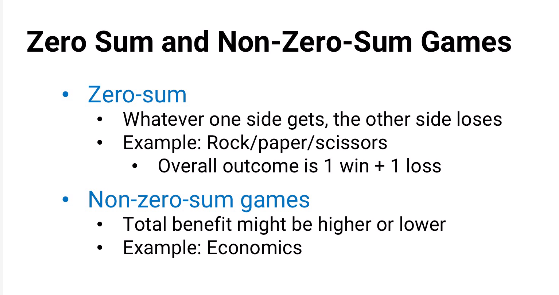 Zero Sum and Non-Zero-Sum Games
• Zero-sum
• Whatever one side gets, the other side loses
• Example: Rock/paper/scissors
• Overall outcome is 1 win + 1 loss
• Non-zero-sum games
• Total benefit might be higher or lower
• Example: Economics